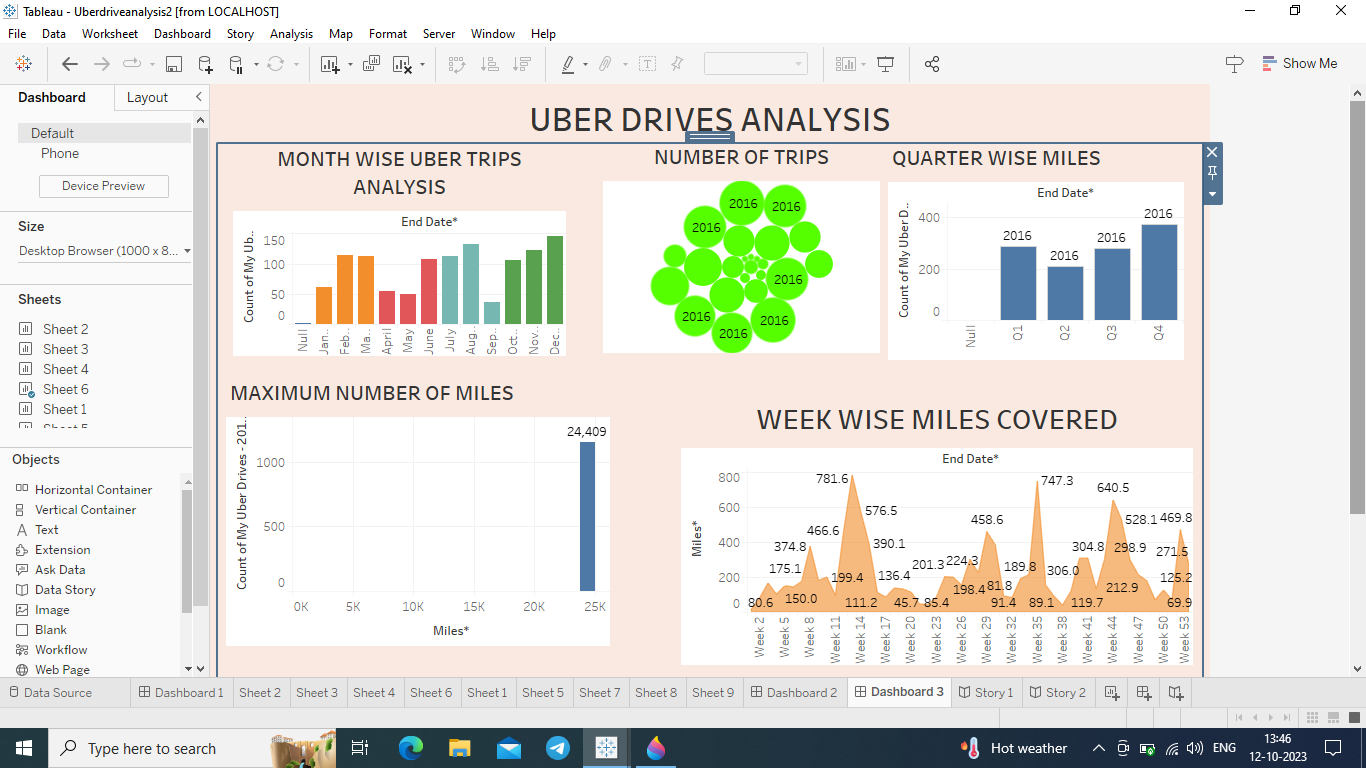 Tableau - Uberdriveanalysis2 [from LOCALHOST]
File Data Worksheet Dashboard Story Analysis Map Format Server Window Help
Show Me
Dashboard Layout
Default
Phone
Device Preview
Size
Desktop Browser (1000 x 8...
Sheets
Sheet 2
Sheet 3
Sheet 4
Sheet 6
Sheet 1
Sheet 5
Objects
Horizontal Container
Vertical Container
Text
Extension
Ask Data
Data Story
Image
Blank
Workflow
Web Page
UBER DRIVES ANALYSIS
MONTH WISE UBER TRIPS
ANALYSIS
End Date*
Count of My Ub..
150
100
50
0
Null Jan.. Feb.. Ma.. April May June July Aug.. Sep.. Oct.. Nov.. Dec..
NUMBER OF TRIPS
2016 2016
2016
2016
2016 2016
2016
QUARTER WISE MILES
End Date*
Count of My Uber D..
400
200
0
2016 2016 2016 2016
Null Q1 Q2 Q3 Q4
MAXIMUM NUMBER OF MILES
Count of My Uber Drives - 201..
1000
500
0
24,409
0K 5K 10K 15K 20K 25K
Miles*
WEEK WISE MILES COVERED
End Date*
Miles*
800
600
400
200
0
781.6 747.3
640.5
576.5
528.1 469.8
466.6 458.6
374.8 390.1 304.8 298.9 271.5
175.1 199.4 136.4 201.3 224.3 189.8 306.0 125.2
198.4 81.8 212.9
80.6 150.0 111.2 45.7 85.4 91.4 89.1 119.7 69.9
Week 2 Week 5 Week 8 Week 11 Week 14 Week 17 Week 20 Week 23 Week 26 Week 29 Week 32 Week 35 Week 38 Week 41 Week 44 Week 47 Week 50 Week 53
Data Source Dashboard 1 Sheet 2 Sheet 3 Sheet 4 Sheet 6 Sheet 1 Sheet 5 Sheet 7 Sheet 8 Sheet 9 Dashboard 2 Dashboard 3 Story 1 Story 2
Type here to search
Hot weather
ENG
13:46
12-10-2023